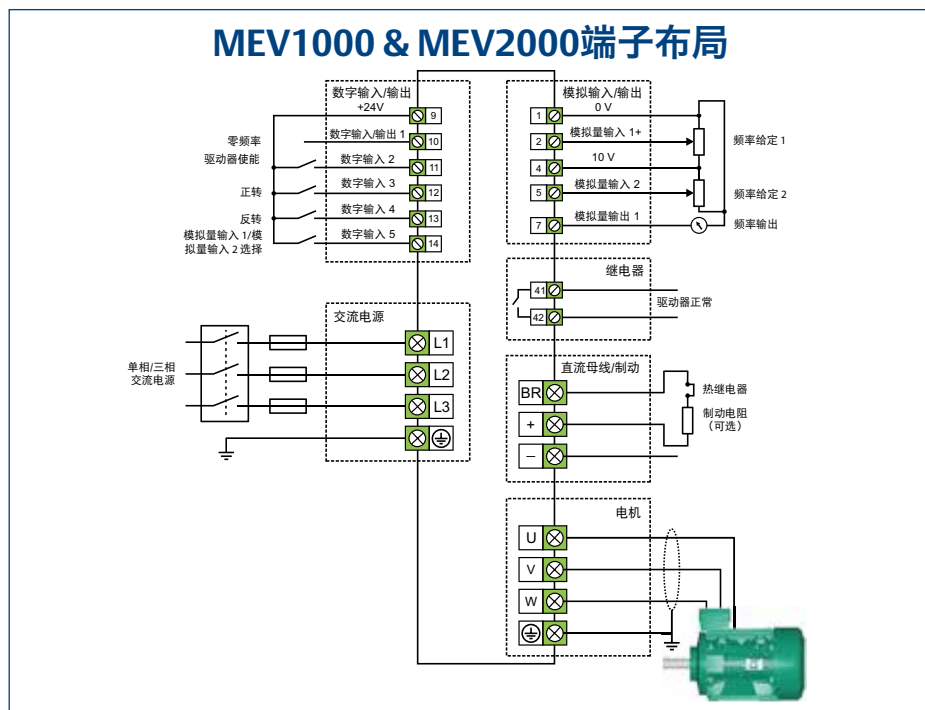 MEV1000 & MEV2000端子布局
数字输入/输出
+24V
9
零频率
数字输入/输出 1
10
驱动器使能
数字输入 2
11
正转
数字输入 3
12
反转
数字输入 4
13
模拟量输入 1/模
拟量输入 2 选择
数字输入 5
14
模拟输入/输出
0 V
1
模拟量输入 1+
2
频率给定 1
10 V
4
模拟量输入 2
5
频率给定 2
模拟量输出 1
7
频率输出
继电器
41
驱动器正常
42
交流电源
单相/三相
交流电源
L1
L2
L3
直流母线/制动
BR
热继电器
+
制动电阻
（可选）
–
电机
U
V
W